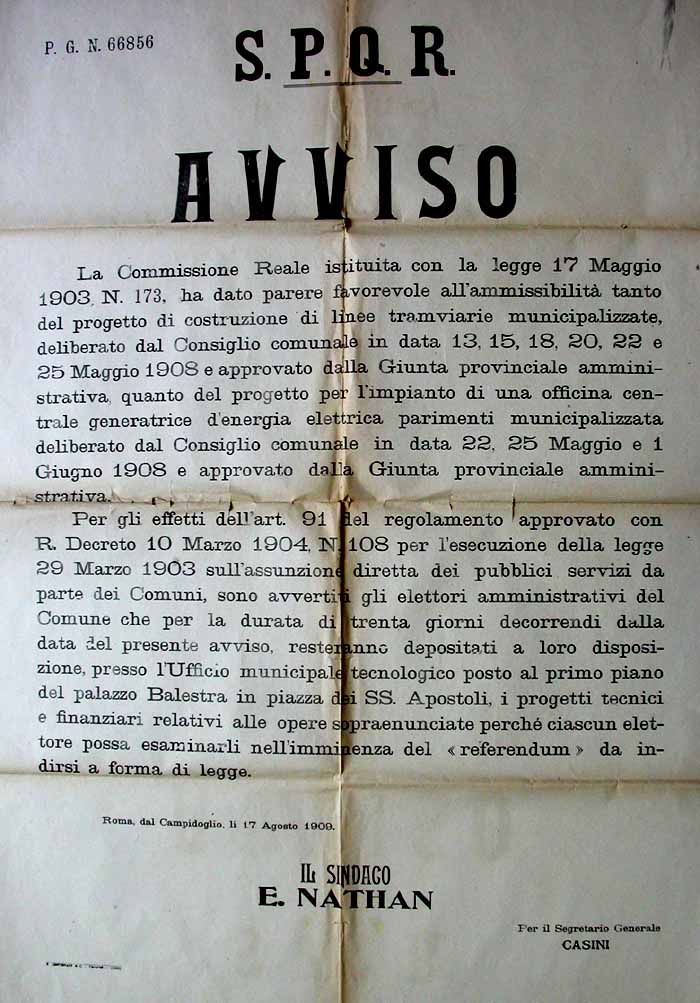 P. G. N. 66856
S. P. Q. R.
AVVISO
La Commissione Reale istituita con la legge 17 Maggio
1903, N. 173, ha dato parere favorevole all'ammissibilità tanto
del progetto di costruzione di linee tramviarie municipalizzate,
deliberato dal Consiglio comunale in data 13, 15, 18, 20, 22 e
25 Maggio 1908 e approvato dalla Giunta provinciale ammini-
strativa, quanto del progetto per l'impianto di una officina cen-
trale generatrice d'energia elettrica parimenti municipalizzata
deliberato dal Consiglio comunale in data 22, 25 Maggio e 1
Giugno 1908 e approvato dalla Giunta provinciale ammini-
strativa.
Per gli effetti dell'art. 91 del regolamento approvato con
R. Decreto 10 Marzo 1904, N. 108 per l'esecuzione della legge
29 Marzo 1903 sull'assunzione diretta dei pubblici servizi da
parte dei Comuni, sono avvertiti gli elettori amministrativi del
Comune che per la durata di trenta giorni decorrendi dalla
data del presente avviso, resteranno depositati a loro disposi-
zione, presso l'Ufficio municipale tecnologico posto al primo piano
del palazzo Balestra in piazza dei SS. Apostoli, i progetti tecnici
e finanziari relativi alle opere sopraenunciate perché ciascun elet-
tore possa esaminarli nell'imminenza del « referendum » da in-
dirsi a forma di legge.
Roma, dal Campidoglio, li 17 Agosto 1909.
IL SINDACO
E. NATHAN
Per il Segretario Generale
CASINI